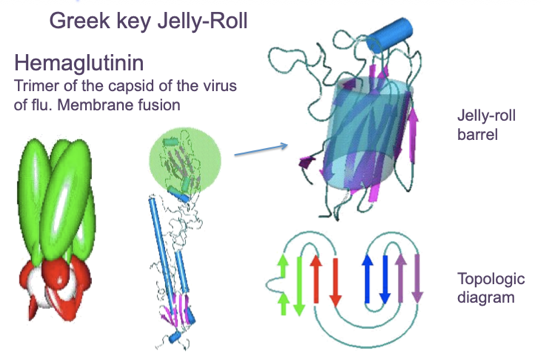 Greek key Jelly-Roll
Hemaglutinin
Trimer of the capsid of the virus
of flu. Membrane fusion
Jelly-roll
barrel
Topologic
diagram